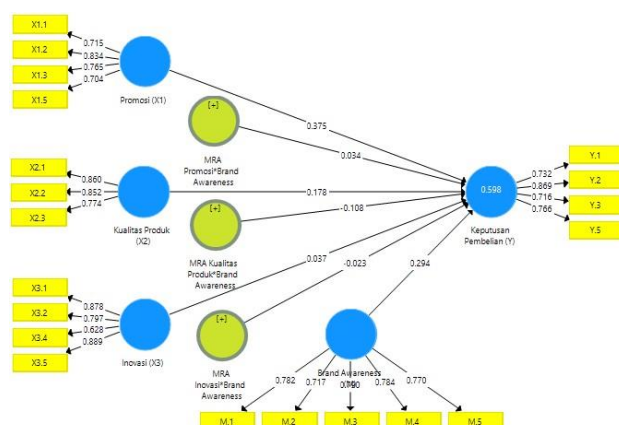 X1.1
X1.2
X1.3
X1.5
0.715
0.834
0.765
0.704
Promosi (X1)
[+]
MRA
Promosi*Brand
Awareness
0.375
0.034
X2.1
X2.2
X2.3
0.860
0.852
0.774
Kualitas Produk
(X2)
[+]
MRA Kualitas
Produk*Brand
Awareness
0.178
-0.108
0.598
Keputusan
Pembelian (Y)
0.732
0.869
0.716
0.766
Y.1
Y.2
Y.3
Y.5
X3.1
X3.2
X3.4
X3.5
0.878
0.797
0.628
0.889
Inovasi (X3)
[+]
MRA
Inovasi*Brand
Awareness
0.037
-0.023
0.294
Brand Awareness
0.782
0.717
0.784
0.770
M.1
M.2
M.3
M.4
M.5